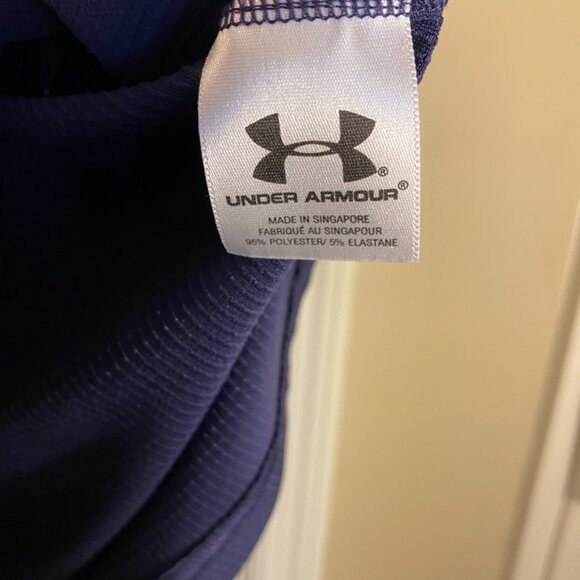 ®
UNDER ARMOUR®
MADE IN SINGAPORE
FABRIQUÉ AU SINGAPOUR
95% POLYESTER/ 5% ELASTANE